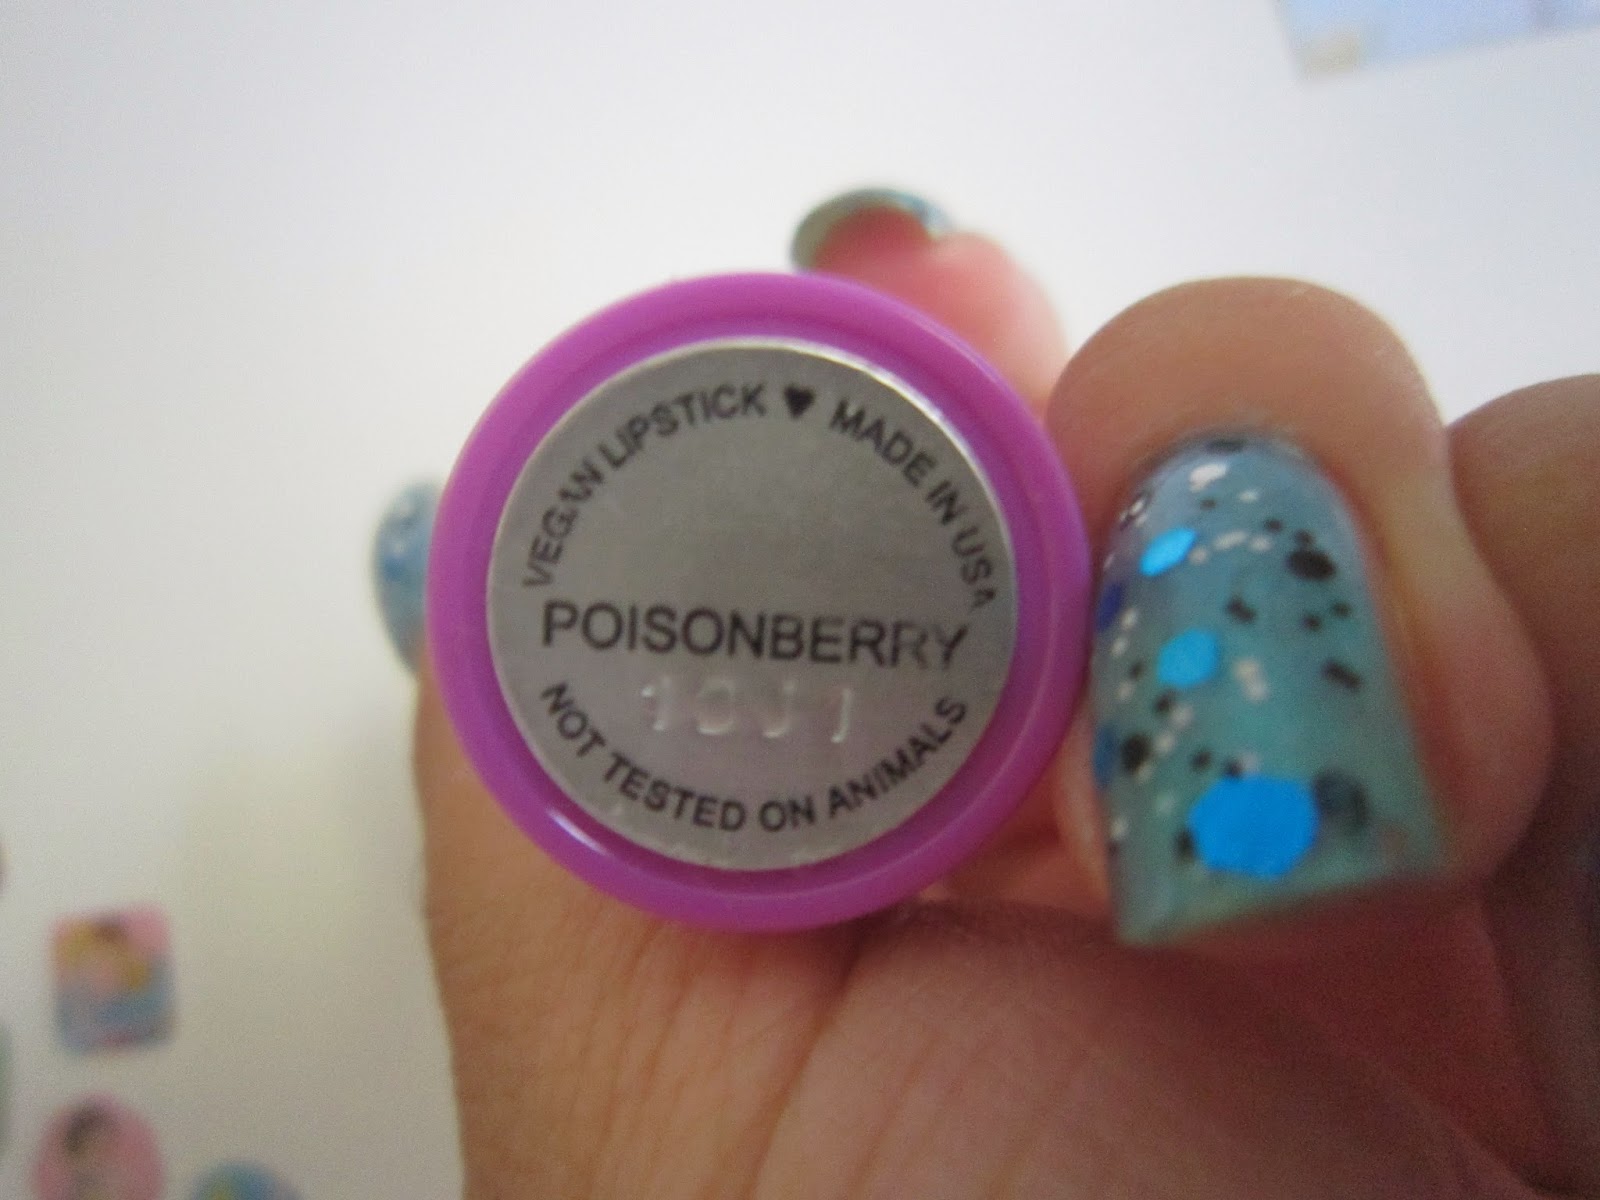 VEGAN LIPSTICK ♥ MADE IN USA
POISONBERRY
NOT TESTED ON ANIMALS